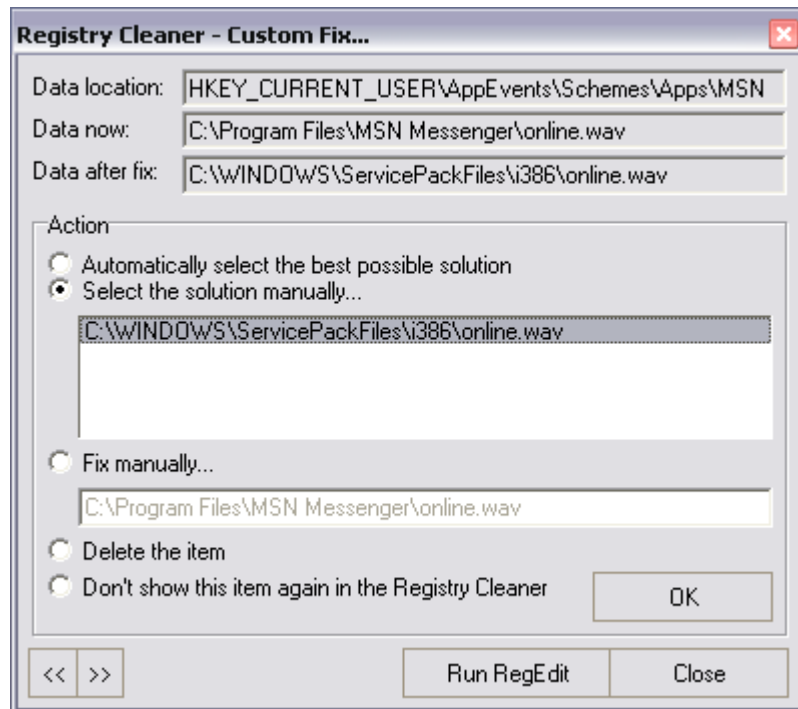 Registry Cleaner - Custom Fix...
Data location: HKEY_CURRENT_USER\AppEvents\Schemes\Apps\MSN
Data now: C:\Program Files\MSN Messenger\online.wav
Data after fix: C:\WINDOWS\ServicePackFiles\i386\online.wav
Action
Automatically select the best possible solution
Select the solution manually...
C:\WINDOWS\ServicePackFiles\i386\online.wav
Fix manually...
C:\Program Files\MSN Messenger\online.wav
Delete the item
Don't show this item again in the Registry Cleaner
OK
<< >> Run RegEdit Close